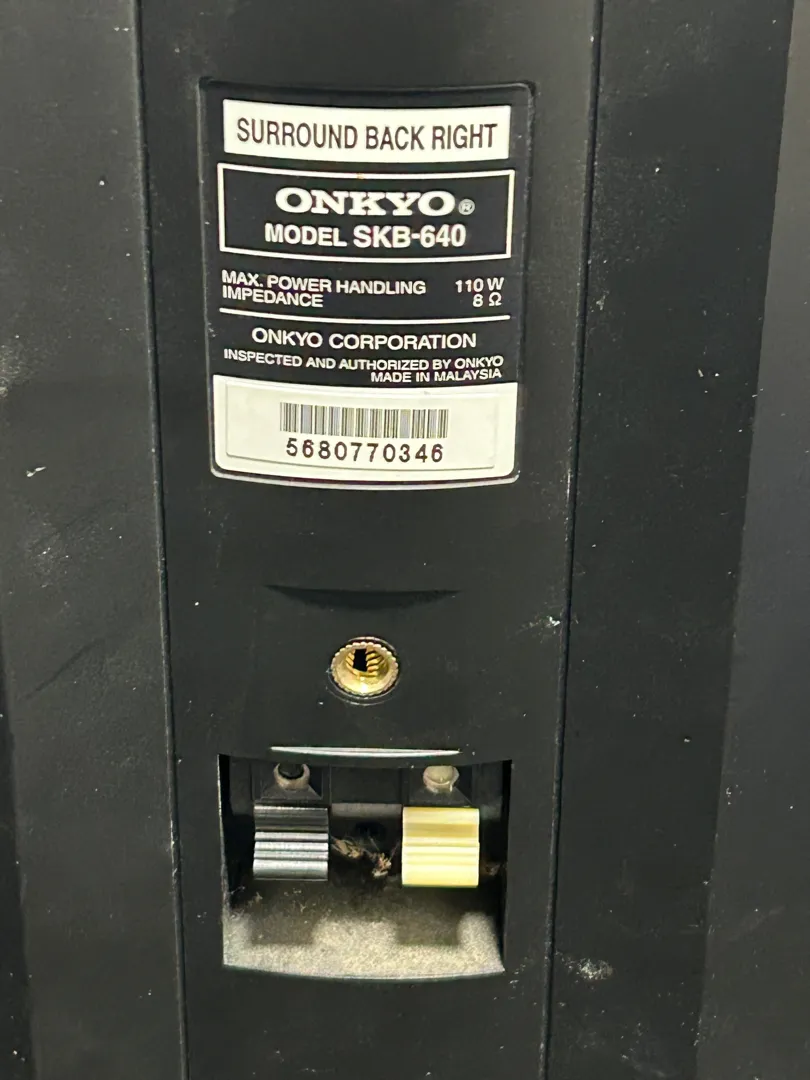 SURROUND BACK RIGHT
ONKYO®
MODEL SKB-640
MAX. POWER HANDLING 110 W
IMPEDANCE 8 Ω
ONKYO CORPORATION
INSPECTED AND AUTHORIZED BY ONKYO
MADE IN MALAYSIA
5680770346